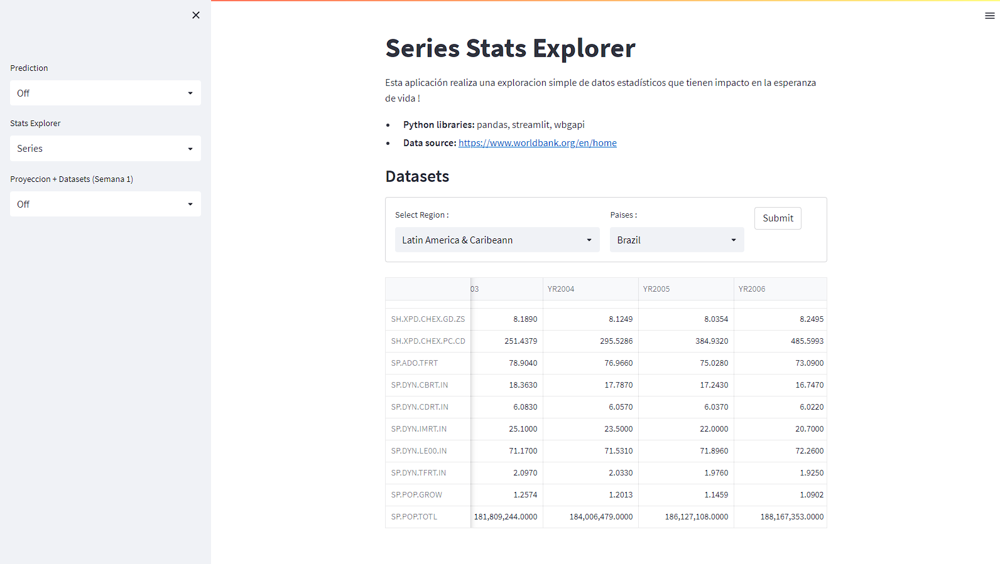 Prediction
Off
Stats Explorer
Series
Proyeccion + Datasets (Semana 1)
Off
Series Stats Explorer
Esta aplicación realiza una exploracion simple de datos estadísticos que tienen impacto en la esperanza
de vida !
• Python libraries: pandas, streamlit, wbgapi
• Data source: https://www.worldbank.org/en/home
Datasets
Select Region : Paises : Submit
Latin America & Caribeann Brazil
03 YR2004 YR2005 YR2006
SH.XPD.CHEX.GD.ZS 8.1890 8.1249 8.0354 8.2495
SH.XPD.CHEX.PC.CD 251.4379 295.5286 384.9320 485.5993
SP.ADO.TFRT 78.9040 76.9660 75.0280 73.0900
SP.DYN.CBRT.IN 18.3630 17.7870 17.2430 16.7470
SP.DYN.CDRT.IN 6.0830 6.0570 6.0370 6.0220
SP.DYN.IMRT.IN 25.1000 23.5000 22.0000 20.7000
SP.DYN.LE00.IN 71.1700 71.5310 71.8960 72.2600
SP.DYN.TFRT.IN 2.0970 2.0330 1.9760 1.9250
SP.POP.GROW 1.2574 1.2013 1.1459 1.0902
SP.POP.TOTL 181,809,244.0000 184,006,479.0000 186,127,108.0000 188,167,353.0000